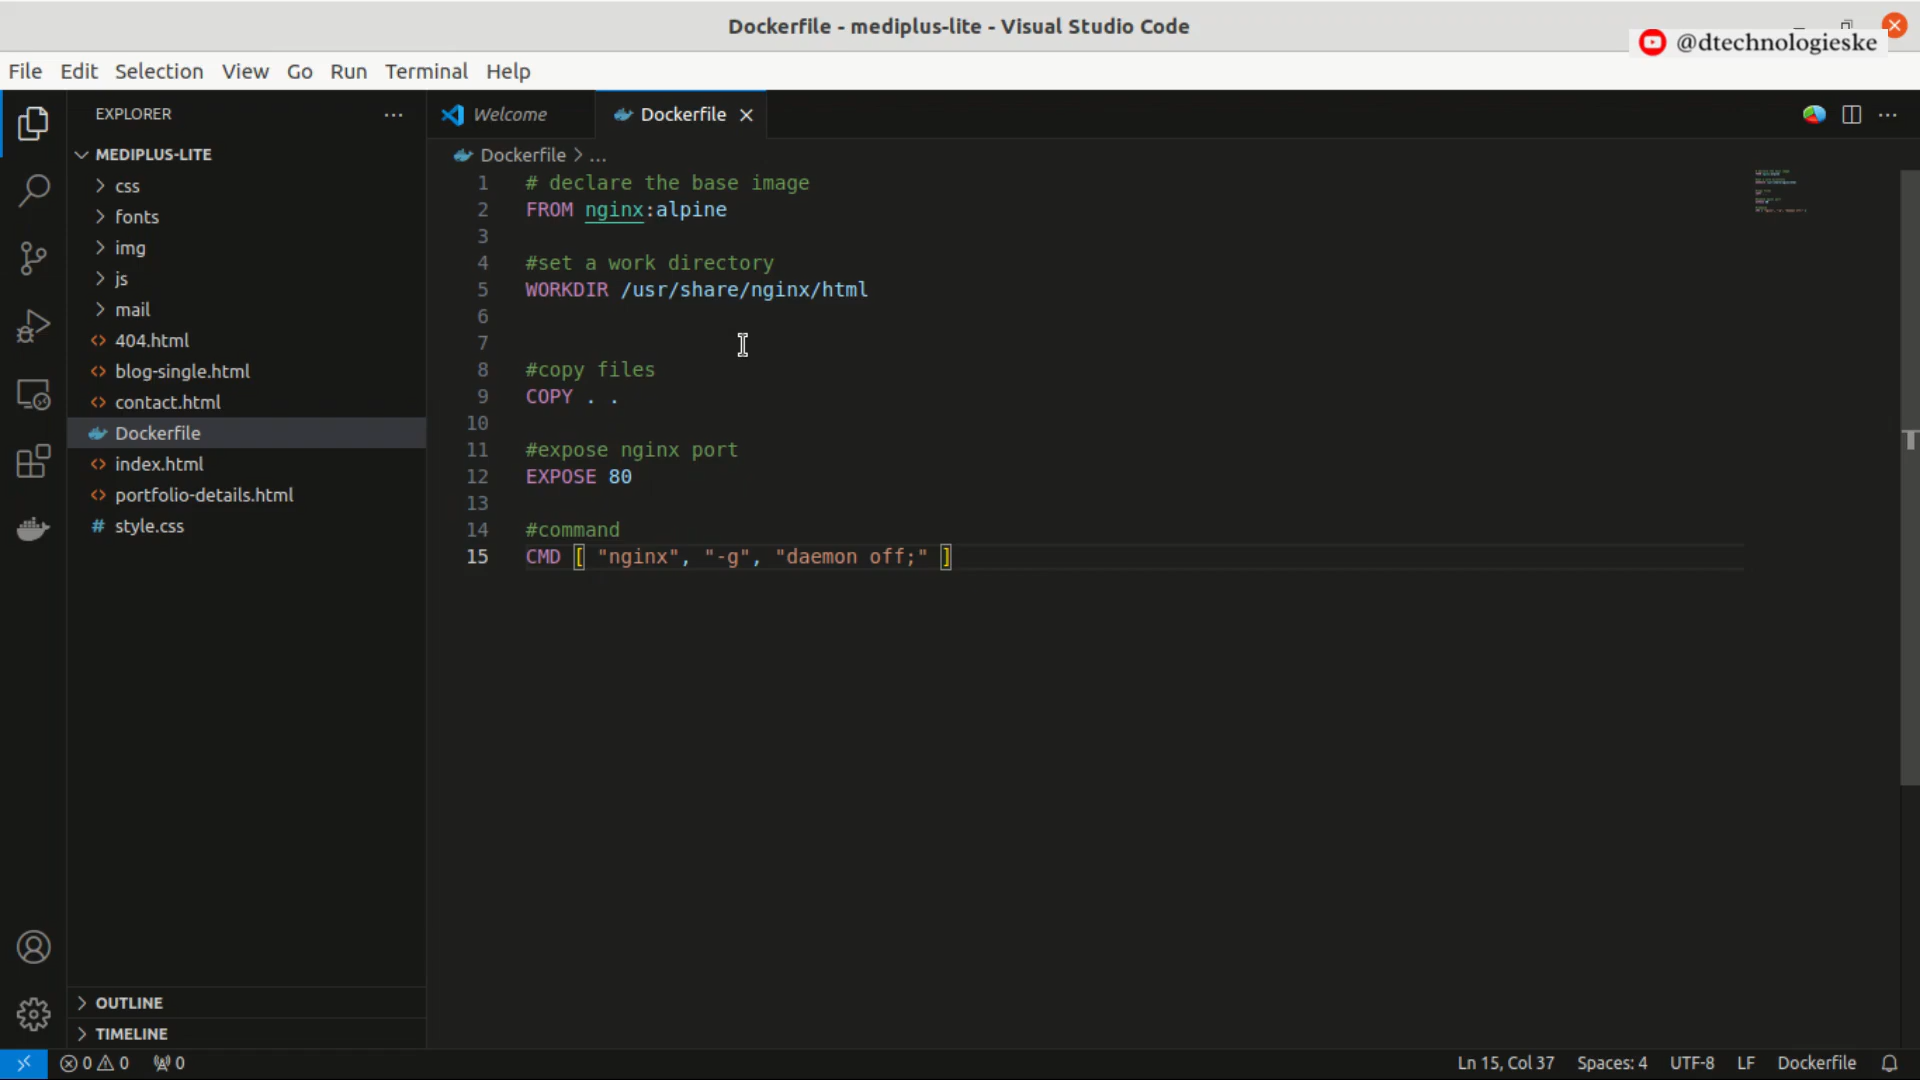 Dockerfile - mediplus-lite - Visual Studio Code
@dtechnologieske
File Edit Selection View Go Run Terminal Help
EXPLORER
Welcome
Dockerfile
MEDIPLUS-LITE
css
fonts
img
js
mail
404.html
blog-single.html
contact.html
Dockerfile
index.html
portfolio-details.html
style.css
OUTLINE
TIMELINE
Dockerfile > ...
1 # declare the base image
2 FROM nginx:alpine
3
4 #set a work directory
5 WORKDIR /usr/share/nginx/html
6
7
8 #copy files
9 COPY . .
10
11 #expose nginx port
12 EXPOSE 80
13
14 #command
15 CMD [ "nginx", "-g", "daemon off;" ]
0 0 0 Ln 15, Col 37 Spaces: 4 UTF-8 LF Dockerfile